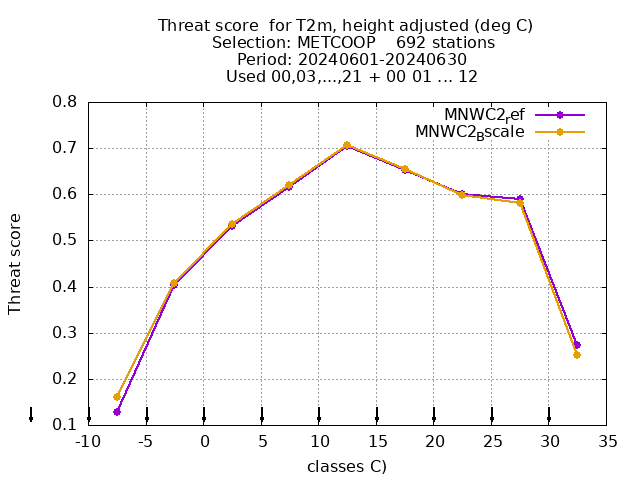 Threat score  for T2m, height adjusted (deg C)
Selection: METCOOP    692 stations
Period: 20240601-20240630
Used 00,03,...,21 + 00 01 ... 12
MNWC2ref
MNWC2Bscale
0.8
0.7
0.6
0.5
0.4
0.3
0.2
0.1
Threat score
-10 -5 0 5 10 15 20 25 30 35
classes C)